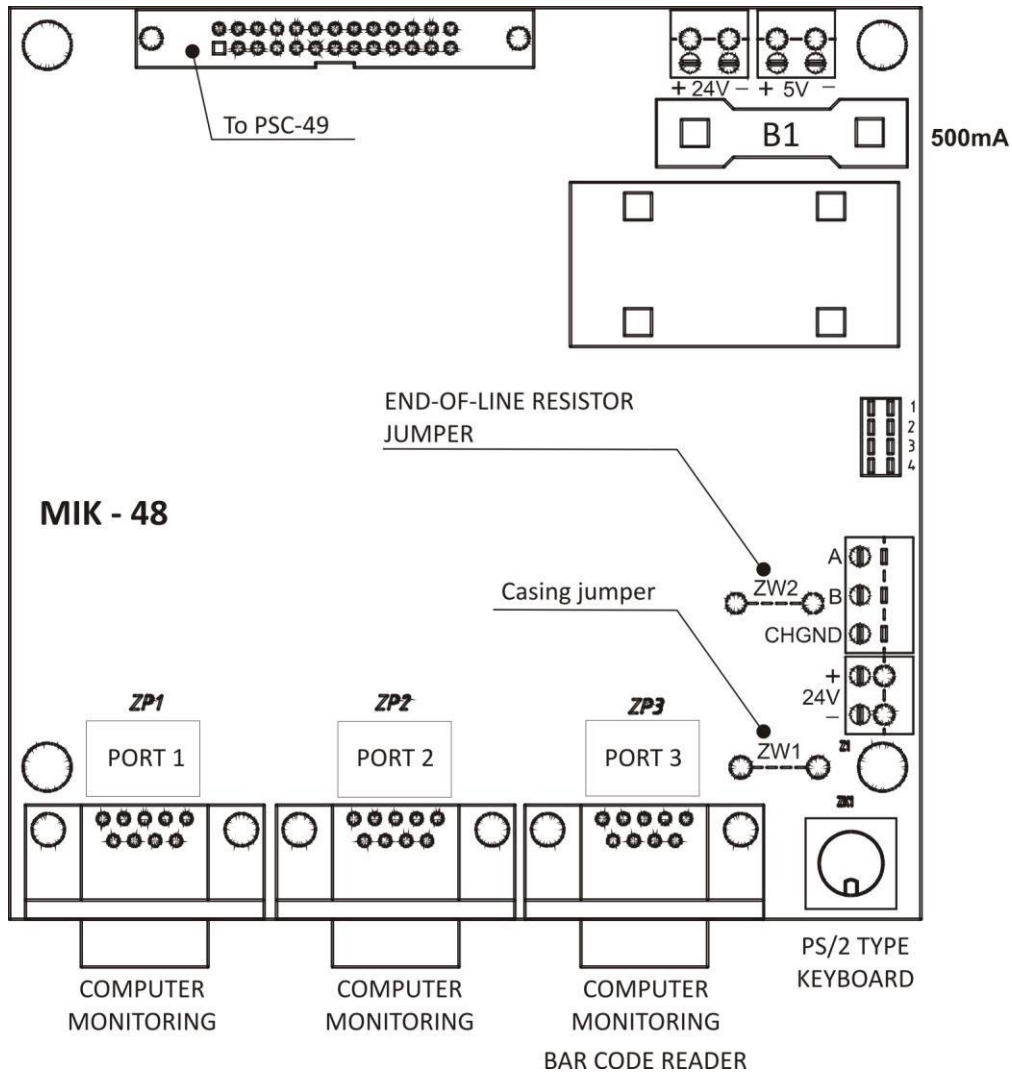 + 24V − + 5V −
To PSC-49
B1
500mA
END-OF-LINE RESISTOR
JUMPER
1
2
3
4
MIK - 48
A
ZW2
B
Casing jumper
CHGND
+
24V
−
ZP1
ZP2
ZP3
PORT 1
PORT 2
PORT 3
ZW1
Z1
ZK1
PS/2 TYPE
KEYBOARD
COMPUTER
MONITORING
COMPUTER
MONITORING
COMPUTER
MONITORING
BAR CODE READER